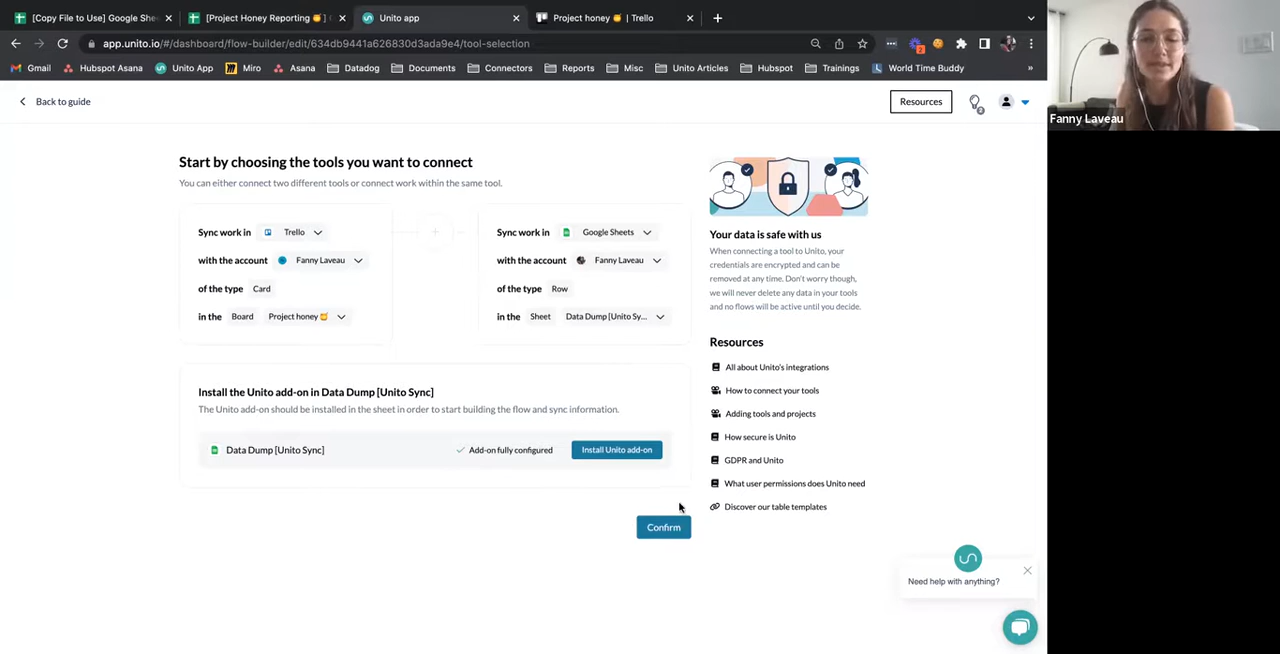 [Copy File to Use] Google She
[Project Honey Reporting 🍯]
Unito app
Project honey 🍯 | Trello
app.unito.io/#/dashboard/flow-builder/edit/634db9441a626830d3ada9e4/tool-selection
Gmail
Hubspot Asana
Unito App
Miro
Asana
Datadog
Documents
Connectors
Reports
Misc
Unito Articles
Hubspot
Trainings
World Time Buddy
»
Back to guide
Resources
2
Fanny Laveau
Start by choosing the tools you want to connect
You can either connect two different tools or connect work within the same tool.
Sync work in Trello
with the account Fanny Laveau
of the type Card
in the Board Project honey 🍯
Sync work in Google Sheets
with the account Fanny Laveau
of the type Row
in the Sheet Data Dump [Unito Sy...
Install the Unito add-on in Data Dump [Unito Sync]
The Unito add-on should be installed in the sheet in order to start building the flow and sync information.
Data Dump [Unito Sync]
Add-on fully configured
Install Unito add-on
Confirm
Your data is safe with us
When connecting a tool to Unito, your
credentials are encrypted and can be
removed at any time. Don't worry though,
we will never delete any data in your tools
and no flows will be active until you decide.
Resources
All about Unito's integrations
How to connect your tools
Adding tools and projects
How secure is Unito
GDPR and Unito
What user permissions does Unito need
Discover our table templates
Need help with anything?